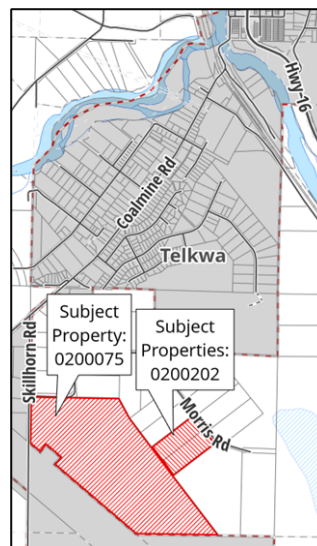 Hwy-16
Coalmine Rd
Telkwa
Skillhorn Rd
Subject
Property:
0200075
Subject
Properties:
0200202
Morris-Rd